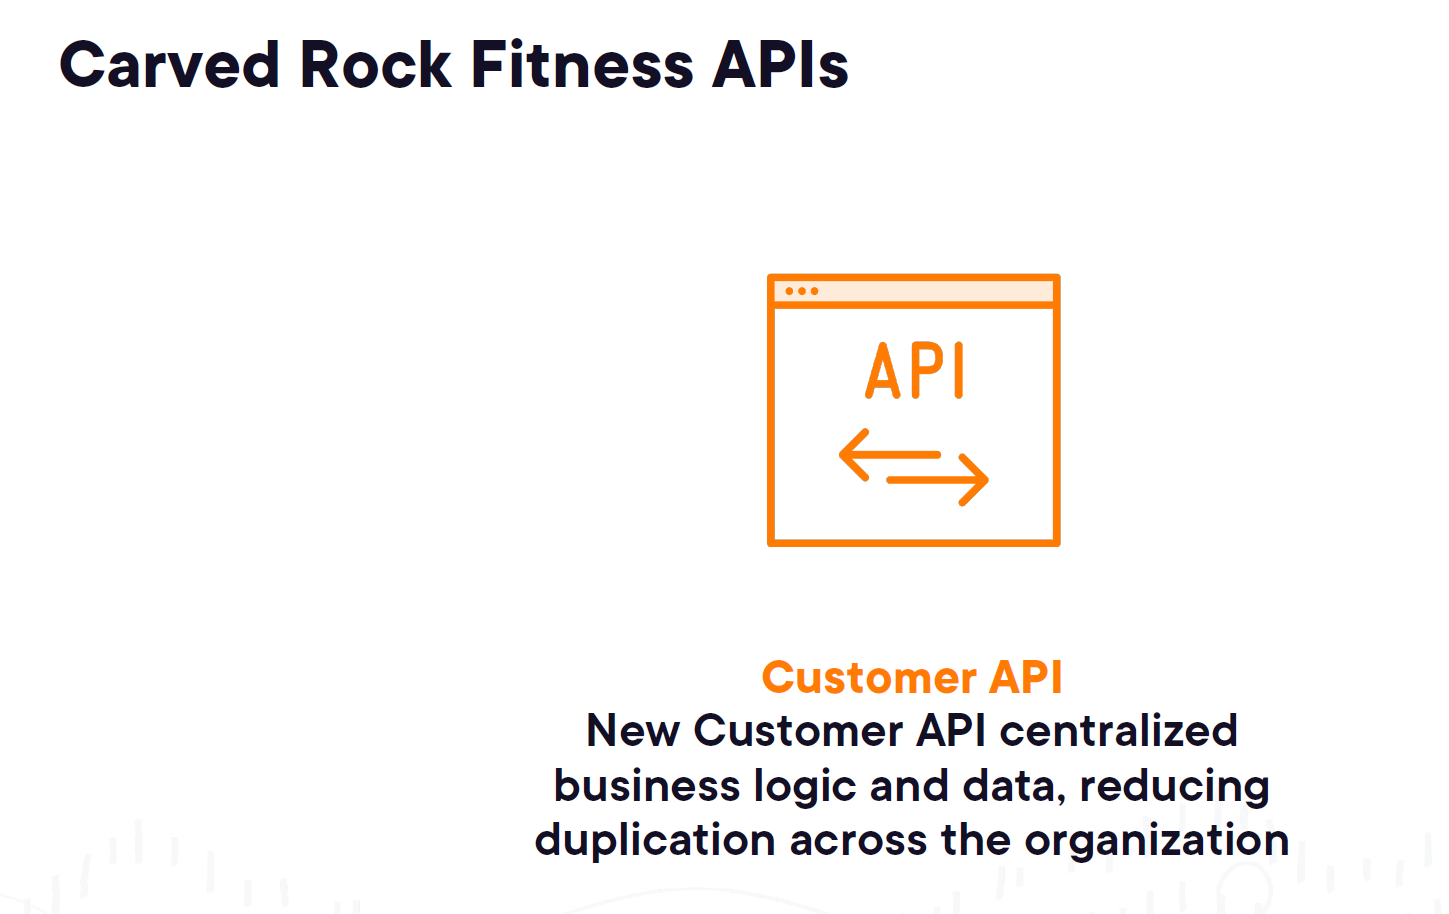 Carved Rock Fitness APIs
API
Customer API
New Customer API centralized
business logic and data, reducing
duplication across the organization